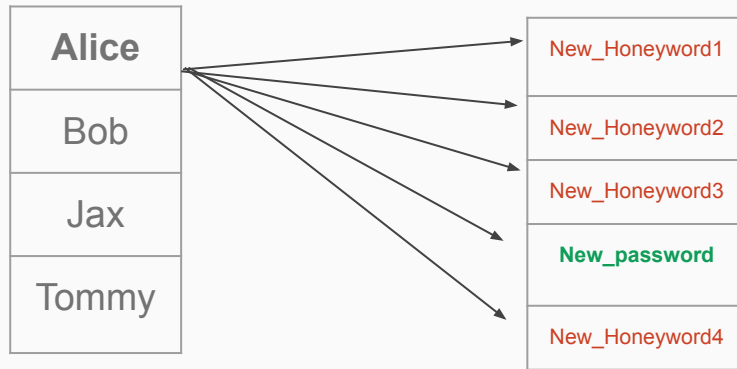 Alice
Bob
Jax
Tommy
New_Honeyword1
New_Honeyword2
New_Honeyword3
New_password
New_Honeyword4